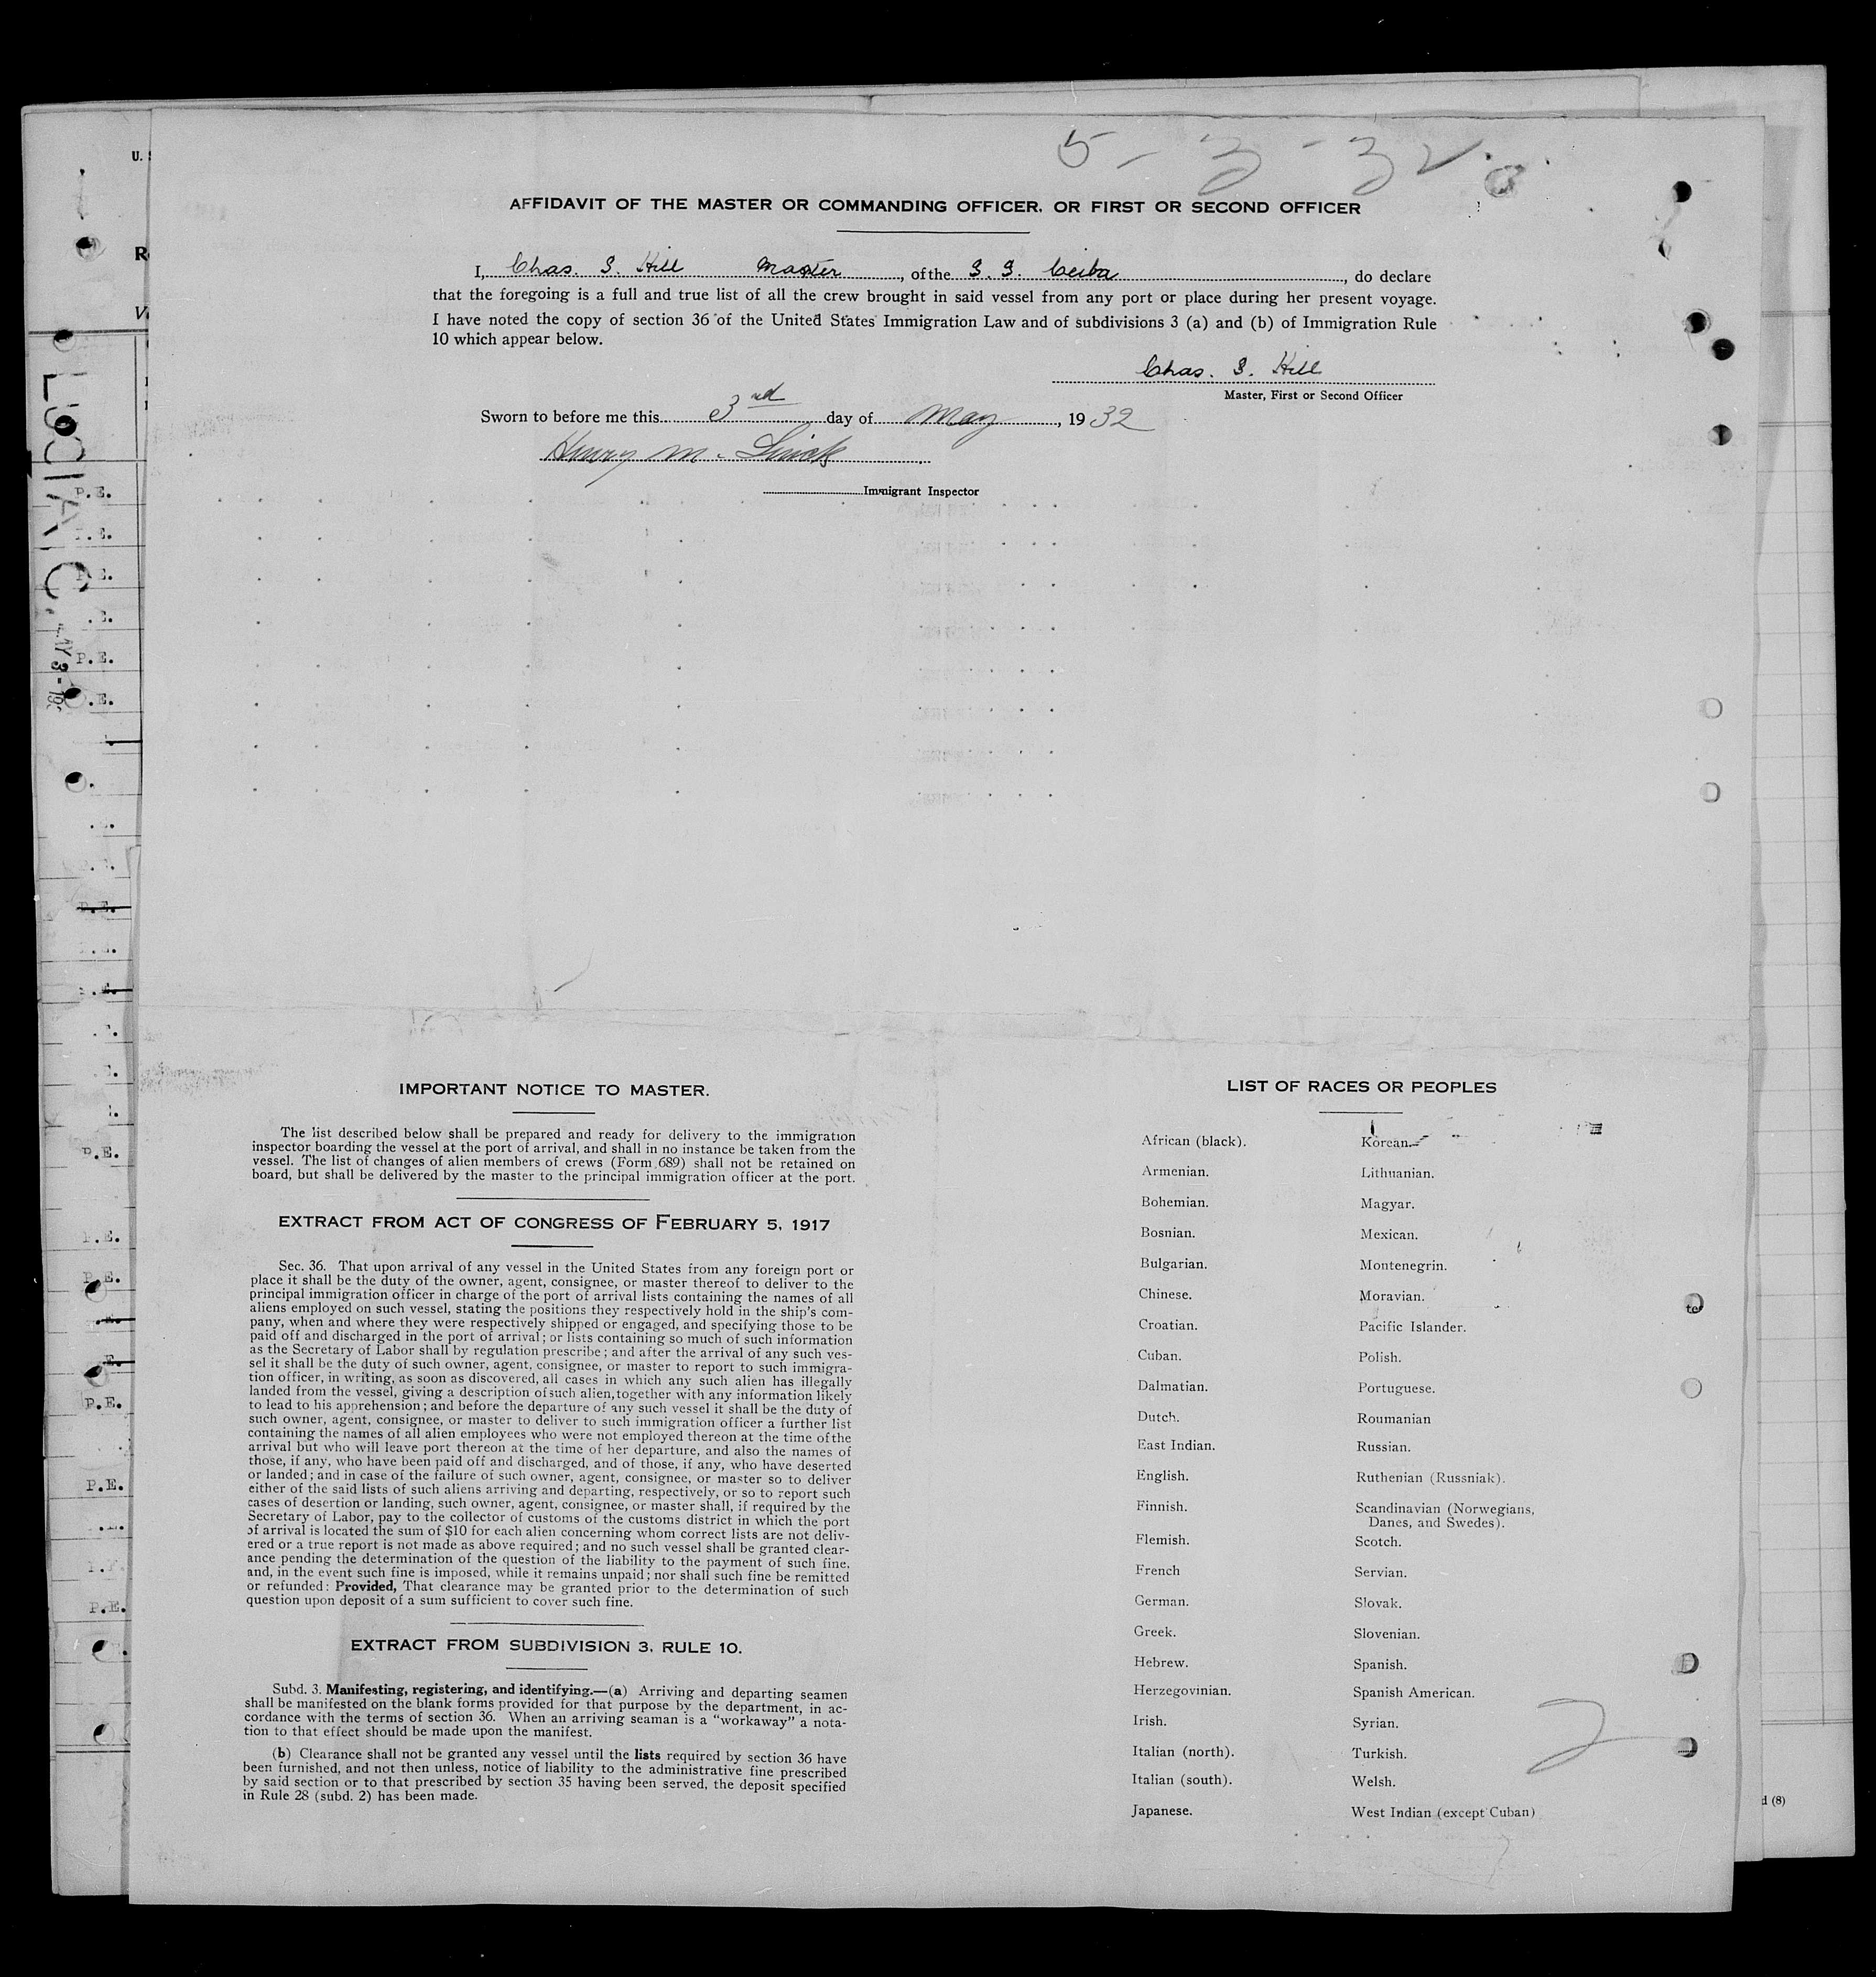 5-3-32
AFFIDAVIT OF THE MASTER OR COMMANDING OFFICER, OR FIRST OR SECOND OFFICER
I, Chas. S. Hill Master, of the S. S. Ceiba, do declare
that the foregoing is a full and true list of all the crew brought in said vessel from any port or place during her present voyage.
I have noted the copy of section 36 of the United States Immigration Law and of subdivisions 3 (a) and (b) of Immigration Rule
10 which appear below.
Chas. S. Hill
Master, First or Second Officer
Sworn to before me this 3rd day of May, 1932
Henry M.
Immigrant Inspector
IMPORTANT NOTICE TO MASTER.
The list described below shall be prepared and ready for delivery to the immigration
inspector boarding the vessel at the port of arrival, and shall in no instance be taken from the
vessel. The list of changes of alien members of crews (Form 689) shall not be retained on
board, but shall be delivered by the master to the principal immigration officer at the port.
EXTRACT FROM ACT OF CONGRESS OF FEBRUARY 5, 1917
Sec. 36. That upon arrival of any vessel in the United States from any foreign port or
place it shall be the duty of the owner, agent, consignee, or master thereof to deliver to the
principal immigration officer in charge of the port of arrival lists containing the names of all
aliens employed on such vessel, stating the positions they respectively hold in the ship's com-
pany, when and where they were respectively shipped or engaged, and specifying those to be
paid off and discharged in the port of arrival; or lists containing so much of such information
as the Secretary of Labor shall by regulation prescribe; and after the arrival of any such ves-
sel it shall be the duty of such owner, agent, consignee, or master to report to such immigra-
tion officer, in writing, as soon as discovered, all cases in which any such alien has illegally
landed from the vessel, giving a description of such alien, together with any information likely
to lead to his apprehension; and before the departure of any such vessel it shall be the duty of
such owner, agent, consignee, or master to deliver to such immigration officer a further list
containing the names of all alien employees who were not employed thereon at the time of the
arrival but who will leave port thereon at the time of her departure, and also the names of
those, if any, who have been paid off and discharged, and of those, if any, who have deserted
or landed; and in case of the failure of such owner, agent, consignee, or master so to deliver
either of the said lists of such aliens arriving and departing, respectively, or so to report such
cases of desertion or landing, such owner, agent, consignee, or master shall, if required by the
Secretary of Labor, pay to the collector of customs of the customs district in which the port
of arrival is located the sum of $10 for each alien concerning whom correct lists are not deliv-
ered or a true report is not made as above required; and no such vessel shall be granted clear-
ance pending the determination of the question of the liability to the payment of such fine,
and, in the event such fine is imposed, while it remains unpaid; nor shall such fine be remitted
or refunded: Provided, That clearance may be granted prior to the determination of such
question upon deposit of a sum sufficient to cover such fine.
EXTRACT FROM SUBDIVISION 3, RULE 10.
Subd. 3. Manifesting, registering, and identifying.—(a) Arriving and departing seamen
shall be manifested on the blank forms provided for that purpose by the department, in ac-
cordance with the terms of section 36. When an arriving seaman is a "workaway" a nota-
tion to that effect should be made upon the manifest.
(b) Clearance shall not be granted any vessel until the lists required by section 36 have
been furnished, and not then unless, notice of liability to the administrative fine prescribed
by said section or to that prescribed by section 35 having been served, the deposit specified
in Rule 28 (subd. 2) has been made.
LIST OF RACES OR PEOPLES
African (black).
Armenian.
Bohemian.
Bosnian.
Bulgarian.
Chinese.
Croatian.
Cuban.
Dalmatian.
Dutch.
East Indian.
English.
Finnish.
Flemish.
French
German.
Greek.
Hebrew.
Herzegovinian.
Irish.
Italian (north).
Italian (south).
Japanese.
Korean.
Lithuanian.
Magyar.
Mexican.
Montenegrin.
Moravian.
Pacific Islander.
Polish.
Portuguese.
Roumanian
Russian.
Ruthenian (Russniak).
Scandinavian (Norwegians,
Danes, and Swedes).
Scotch.
Servian.
Slovak.
Slovenian.
Spanish.
Spanish American.
Syrian.
Turkish.
Welsh.
West Indian (except Cuban)
2